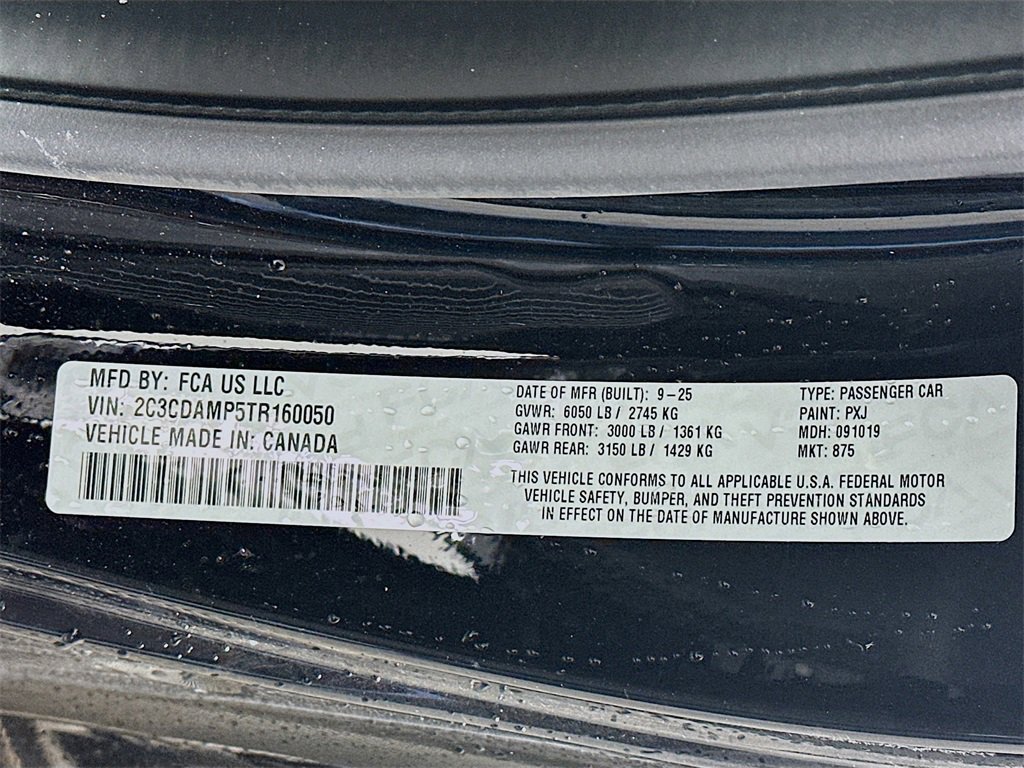 MFD BY: FCA US LLC
VIN: 2C3CDAMP5TR160050
VEHICLE MADE IN: CANADA
DATE OF MFR (BUILT): 9-25
GVWR: 6050 LB / 2745 KG
GAWR FRONT: 3000 LB / 1361 KG
GAWR REAR: 3150 LB / 1429 KG
TYPE: PASSENGER CAR
PAINT: PXJ
MDH: 091019
MKT: 875
THIS VEHICLE CONFORMS TO ALL APPLICABLE U.S.A. FEDERAL MOTOR
VEHICLE SAFETY, BUMPER, AND THEFT PREVENTION STANDARDS
IN EFFECT ON THE DATE OF MANUFACTURE SHOWN ABOVE.